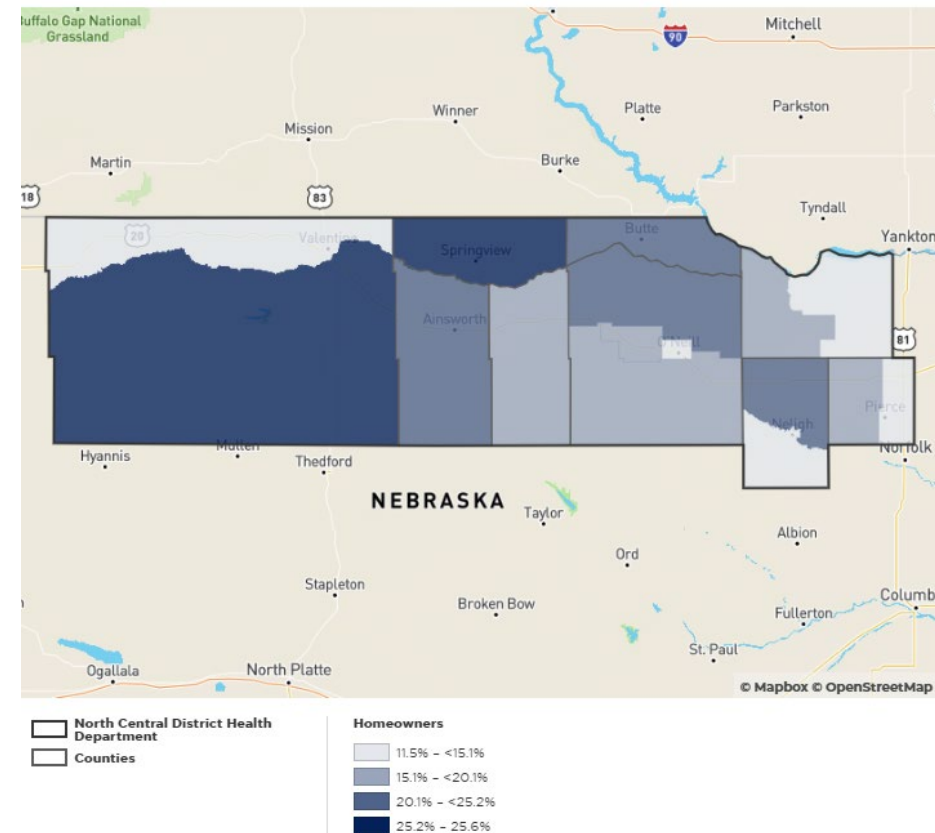 Buffalo Gap National
Grassland
90
Mitchell
Winner
Platte
Parkston
Mission
Burke
Martin
18
83
Tyndall
20
Valentine
Butte
Yankton
Springview
Ainsworth
O'Neill
81
Pierce
Neligh
Mullen
Hyannis
Thedford
Norfolk
NEBRASKA
Taylor
Albion
Ord
Stapleton
Broken Bow
Columb
Fullerton
St. Paul
Ogallala
North Platte
© Mapbox © OpenStreetMap
North Central District Health
Department
Counties
Homeowners
11.5% – <15.1%
15.1% – <20.1%
20.1% – <25.2%
25.2% – 25.6%